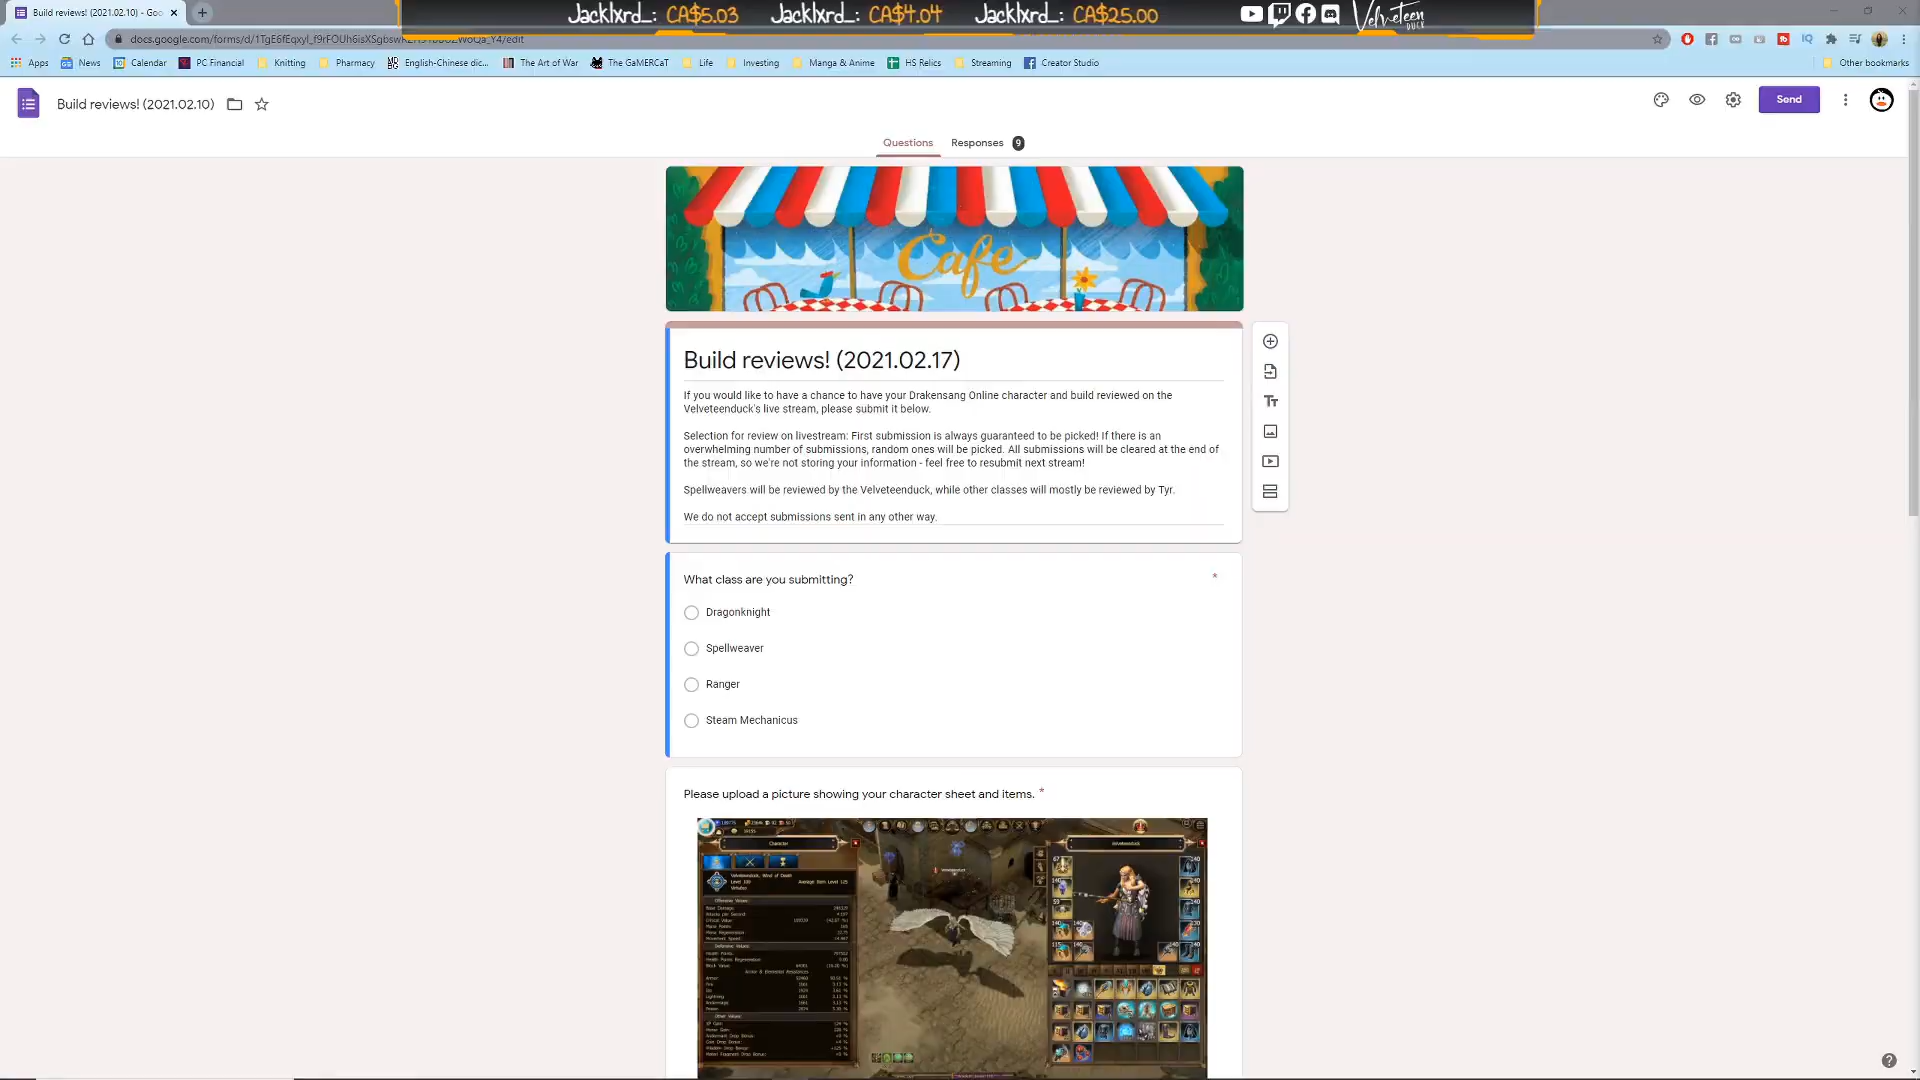 Build reviews! (2021.02.10) - Goo
Jacklxrd_: CA$5.03 Jacklxrd_: CA$4.04 Jacklxrd_: CA$25.00
Velveteen
DUCK
Apps News Calendar PC Financial Knitting Pharmacy English-Chinese dic... The Art of War The GaMERCaT Life Investing Manga & Anime HS Relics Streaming Creator Studio Other bookmarks
Build reviews! (2021.02.10)
Send
Questions Responses 9
Cafe
Build reviews! (2021.02.17)
If you would like to have a chance to have your Drakensang Online character and build reviewed on the
Velveteenduck's live stream, please submit it below.
Selection for review on livestream: First submission is always guaranteed to be picked! If there is an
overwhelming number of submissions, random ones will be picked. All submissions will be cleared at the end of
the stream, so we're not storing your information - feel free to resubmit next stream!
Spellweavers will be reviewed by the Velveteenduck, while other classes will mostly be reviewed by Tyr.
We do not accept submissions sent in any other way.
What class are you submitting? *
Dragonknight
Spellweaver
Ranger
Steam Mechanicus
Please upload a picture showing your character sheet and items. *
Character
Velveteenduck